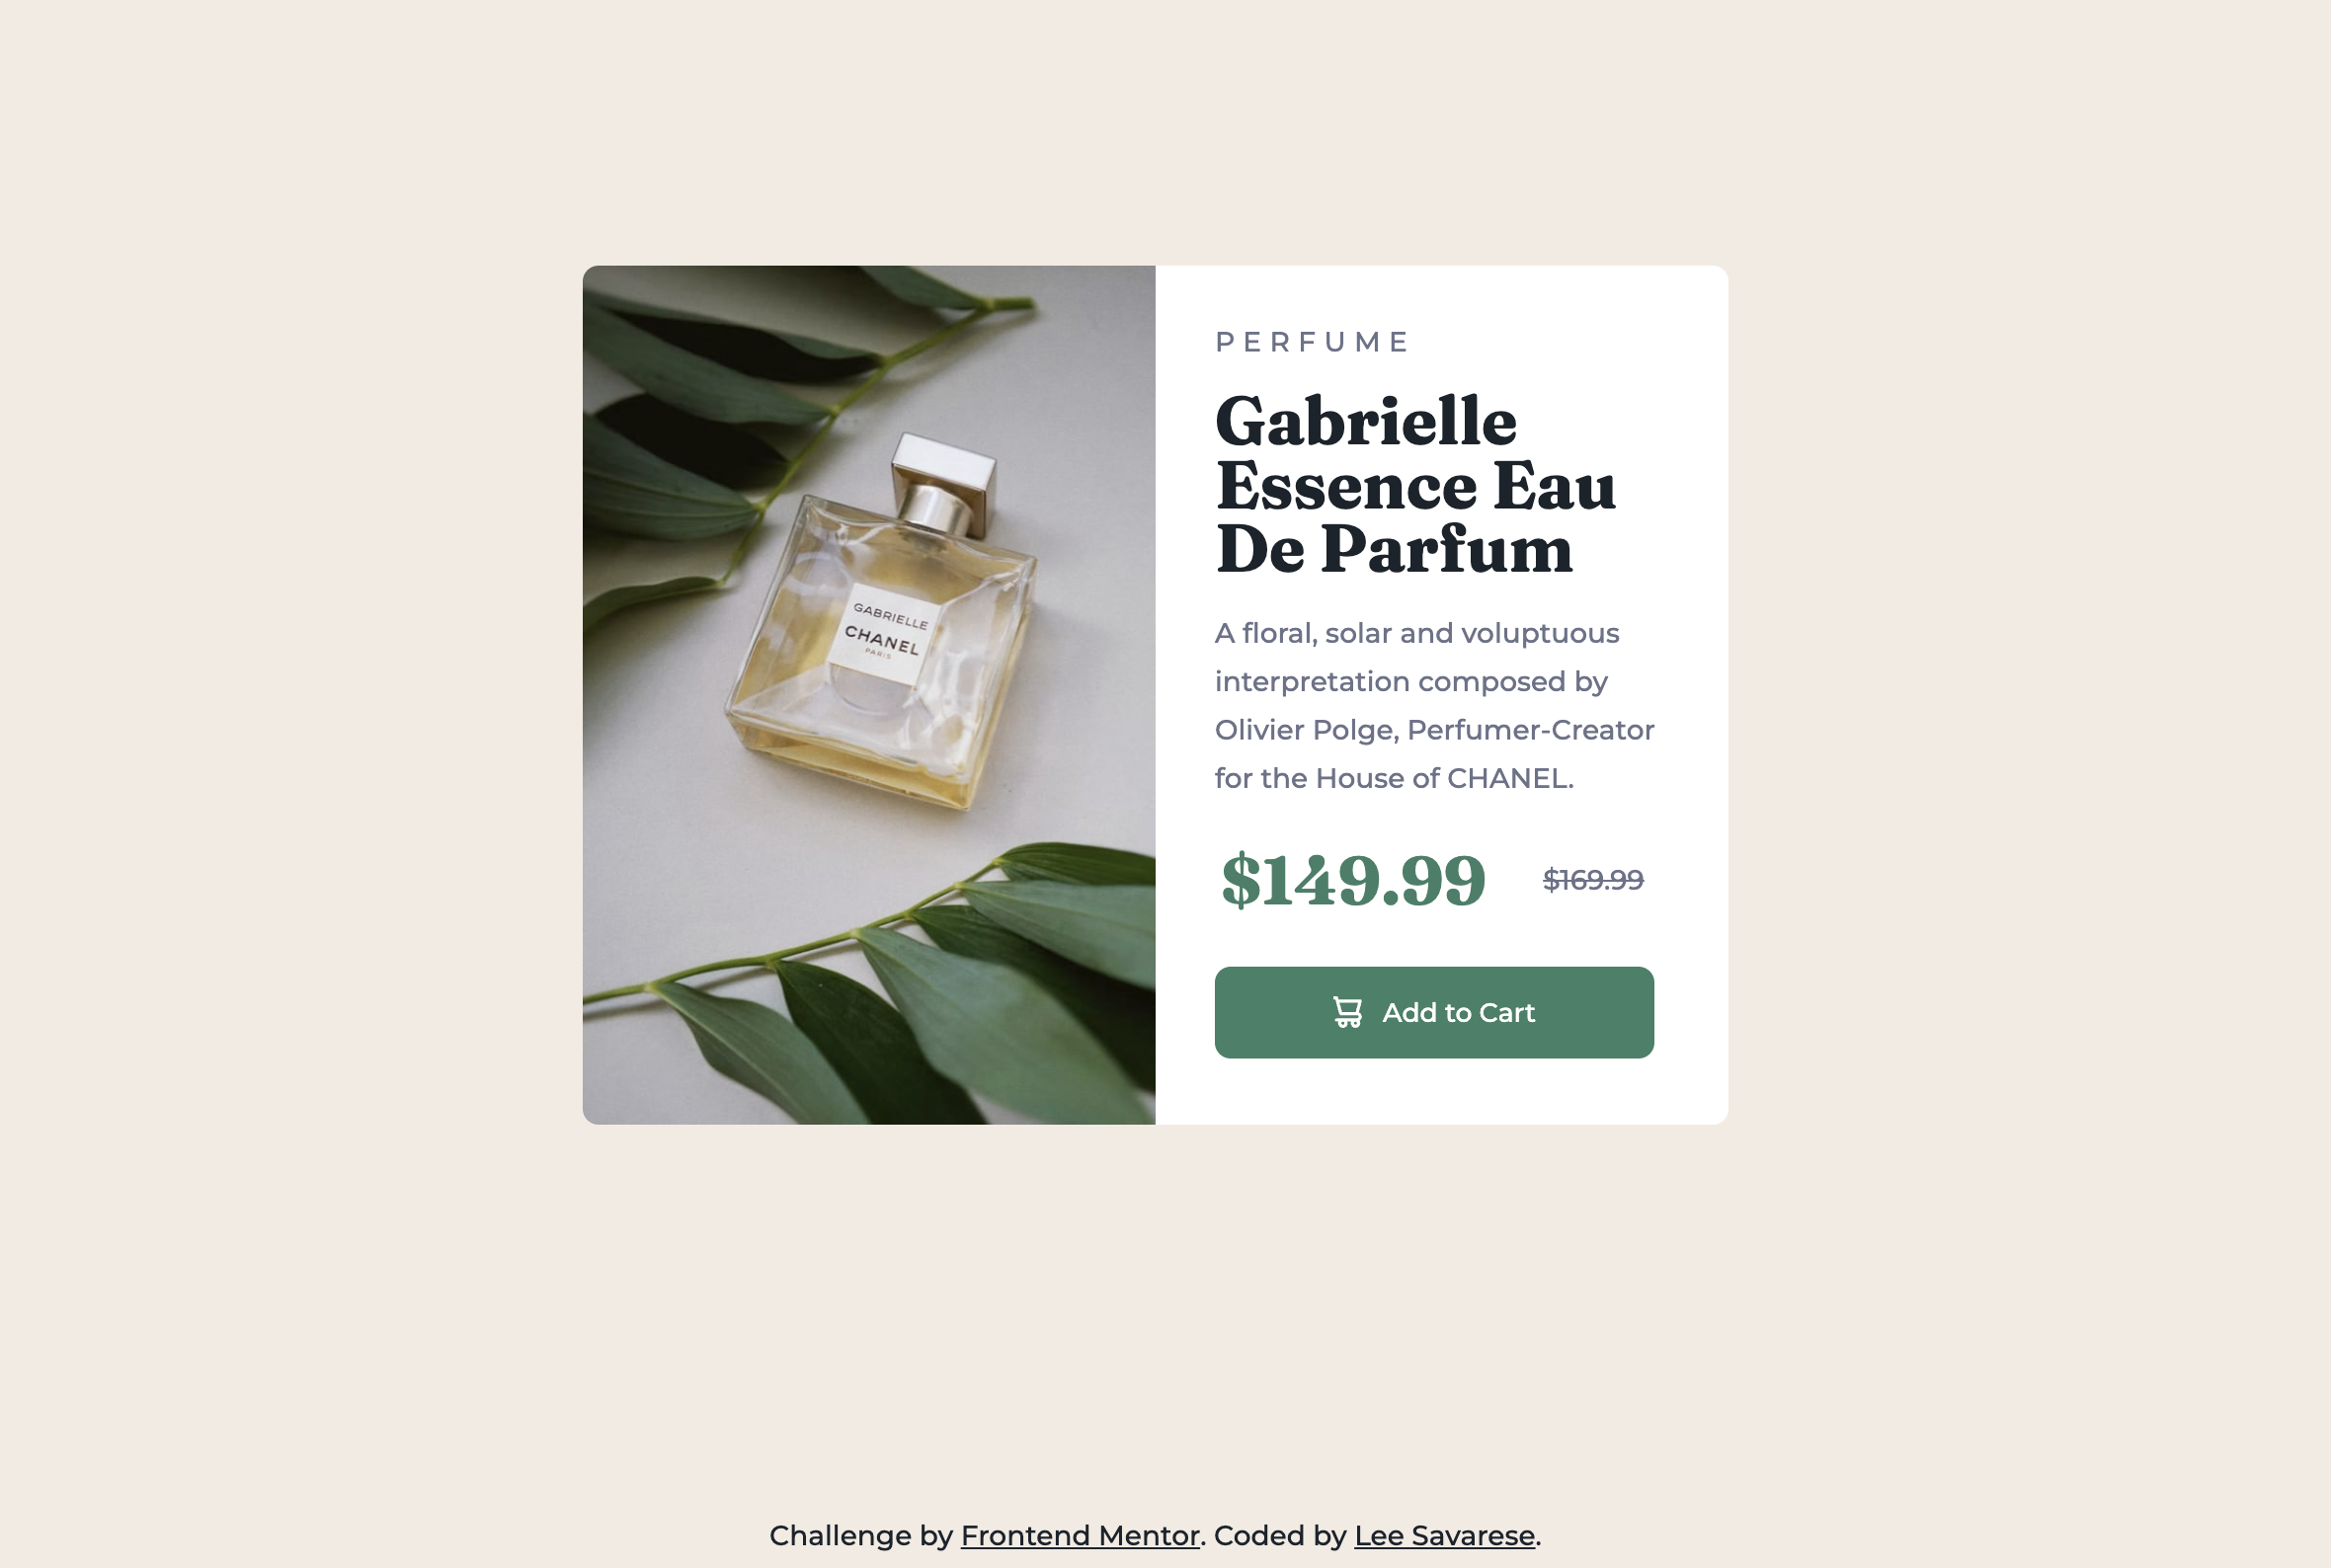 GABRIELLE
CHANEL
PARIS
PERFUME
Gabrielle
Essence Eau
De Parfum
A floral, solar and voluptuous
interpretation composed by
Olivier Polge, Perfumer-Creator
for the House of CHANEL.
$149.99
$169.99
Add to Cart
Challenge by Frontend Mentor. Coded by Lee Savarese.